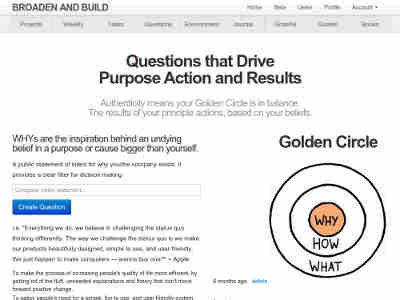 BROADEN AND BUILD
Home Beta Users Profile Account
Projects Weekly Tasks Questions Environment Journal Grateful Guided Stories
Questions that Drive
Purpose Action and Results
Authenticity means your Golden Circle is in balance.
The results of your principle actions, based on your beliefs.
WHYs are the inspiration behind an undying
belief in a purpose or cause bigger than yourself.
A public statement of intent for why you/the company exists. It
provides a clear filter for dicision making
Compose vision statement...
Create Question
i.e. "Everything we do, we believe in challenging the status quo
thinking differently. The way we challenge the status quo is we make
our products beautifully designed, simple to use, and user friendly.
We just happen to make computers — wanna buy one?" - Apple
To make the process of increasing people's quality of life more efficient, by
getting rid of the fluff, unneeded explanations and theory that don't move
forward positive change.
To satisfy people's need for a simple, fun to use, and user friendly system
Golden Circle
WHY
HOW
WHAT
6 months ago. delete